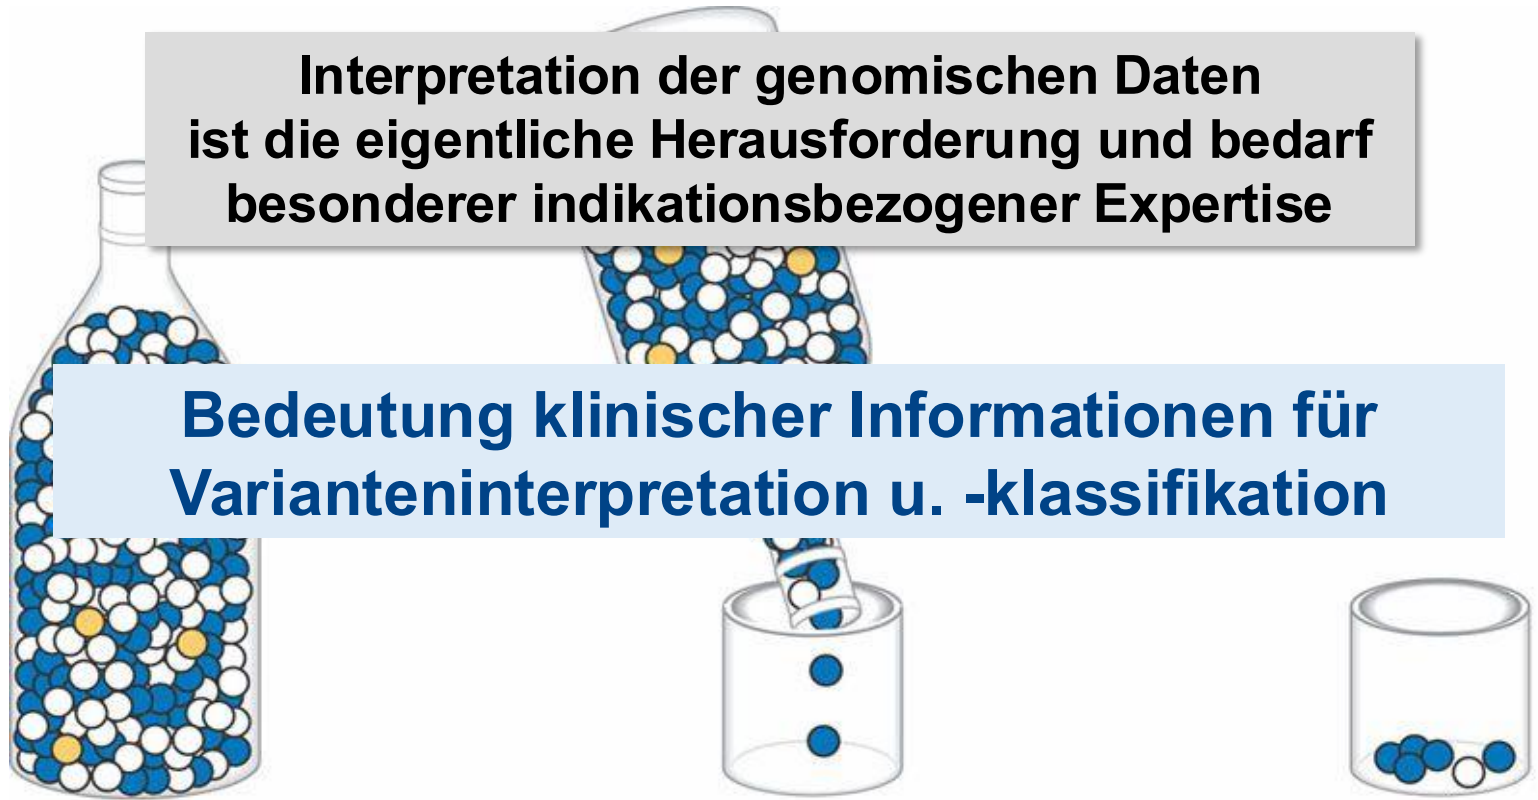 Interpretation der genomischen Daten
ist die eigentliche Herausforderung und bedarf
besonderer indikationsbezogener Expertise
Bedeutung klinischer Informationen für
Varianteninterpretation u. -klassifikation